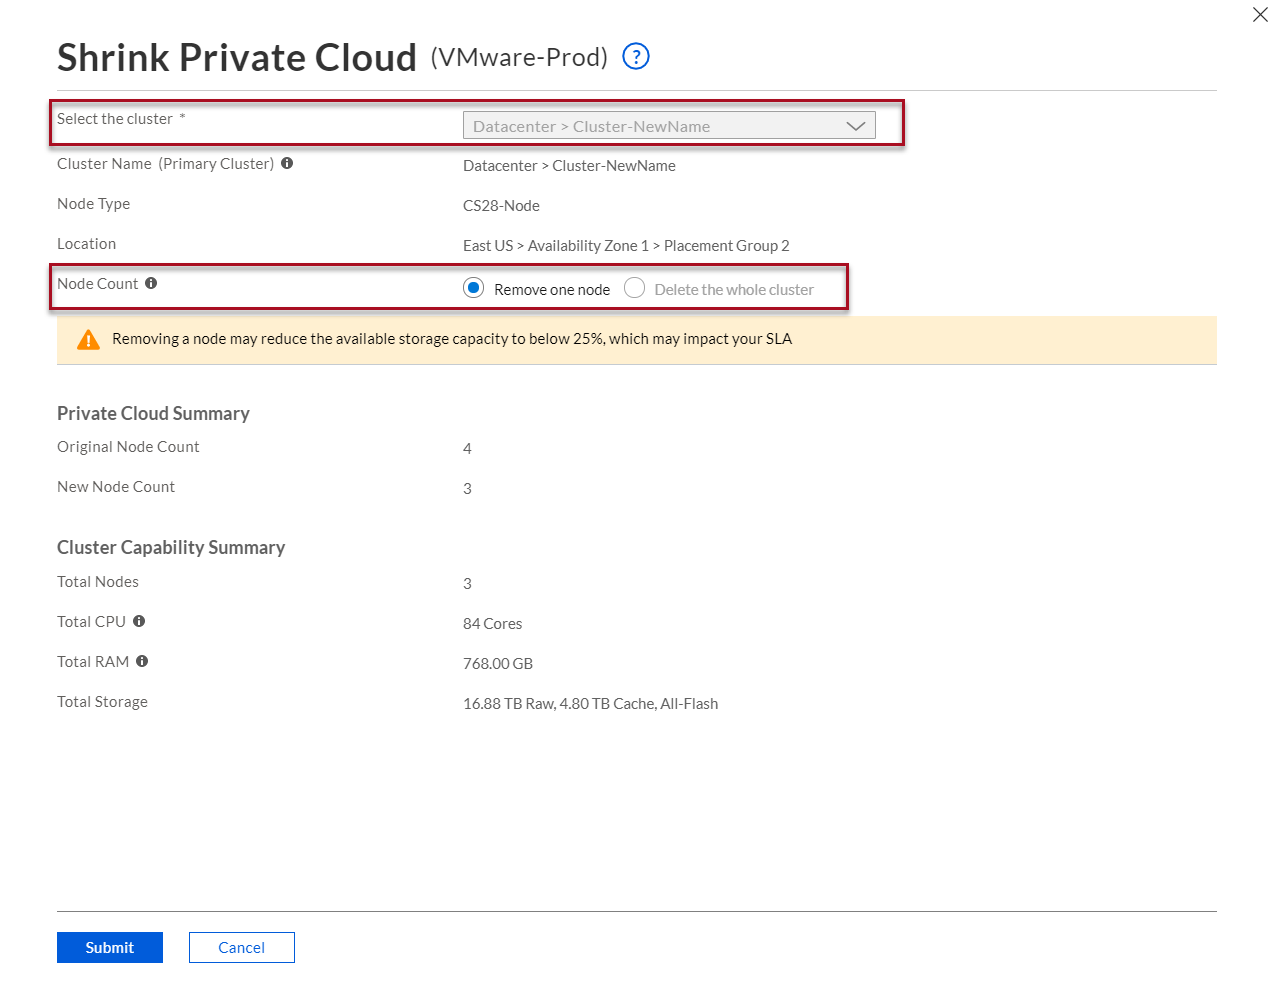 Shrink Private Cloud (VMware-Prod) ?
Select the cluster * Datacenter > Cluster-NewName
Cluster Name (Primary Cluster) Datacenter > Cluster-NewName
Node Type CS28-Node
Location East US > Availability Zone 1 > Placement Group 2
Node Count Remove one node Delete the whole cluster
Removing a node may reduce the available storage capacity to below 25%, which may impact your SLA
Private Cloud Summary
Original Node Count 4
New Node Count 3
Cluster Capability Summary
Total Nodes 3
Total CPU 84 Cores
Total RAM 768.00 GB
Total Storage 16.88 TB Raw, 4.80 TB Cache, All-Flash
Submit Cancel